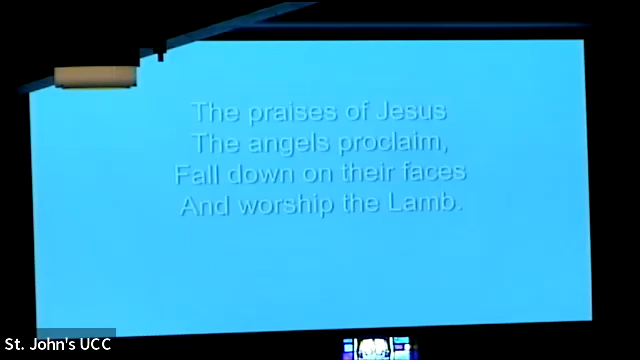 The praises of Jesus
The angels proclaim,
Fall down on their faces
And worship the Lamb.
St. John's UCC